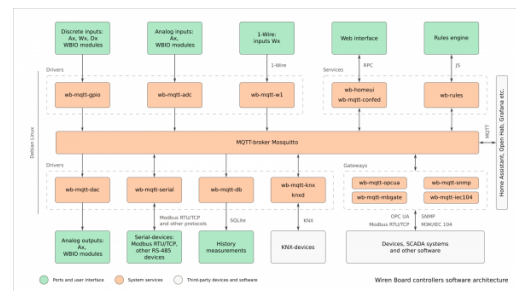 Discrete inputs:
Ax, Wx, Dx
WBIO modules
Analog inputs:
Ax,
WBIO modules
1-Wire:
inputs Wx
Web interface
Rules engine
1-Wire
RPC
JS
Drivers
Services
wb-mqtt-gpio
wb-mqtt-adc
wb-mqtt-w1
wb-homeui
wb-mqtt-confed
wb-rules
Debian Linux
MQTT-broker Mosquitto
MQTT
Home Assistant, Open Hab, Grafana etc.
Drivers
Gateways
wb-mqtt-dac
wb-mqtt-serial
wb-mqtt-db
wb-mqtt-knx
knxd
wb-mqtt-opcua
wb-mqtt-snmp
wb-mqtt-mbgate
wb-mqtt-iec104
Modbus RTU/TCP
and other protocols
SQLite
KNX
OPC UA
Modbus RTU/TCP
SNMP
МЭК/IEC 104
Analog outputs:
Ax,
WBIO modules
Serial-devices:
Modbus RTU/TCP,
other RS-485
devices
History
measurements
KNX-devices
Devices, SCADA systems
and other software
Ports and user interface
System services
Third-party devices and software
Wiren Board controllers software architecture